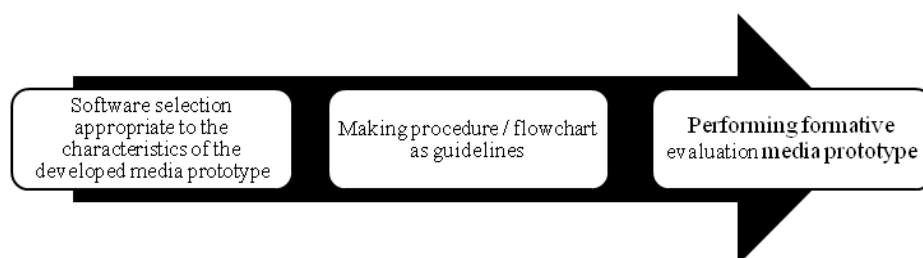 Software selection
appropriate to the
characteristics of the
developed media prototype
Making procedure / flowchart
as guidelines
Performing formative
evaluation media prototype